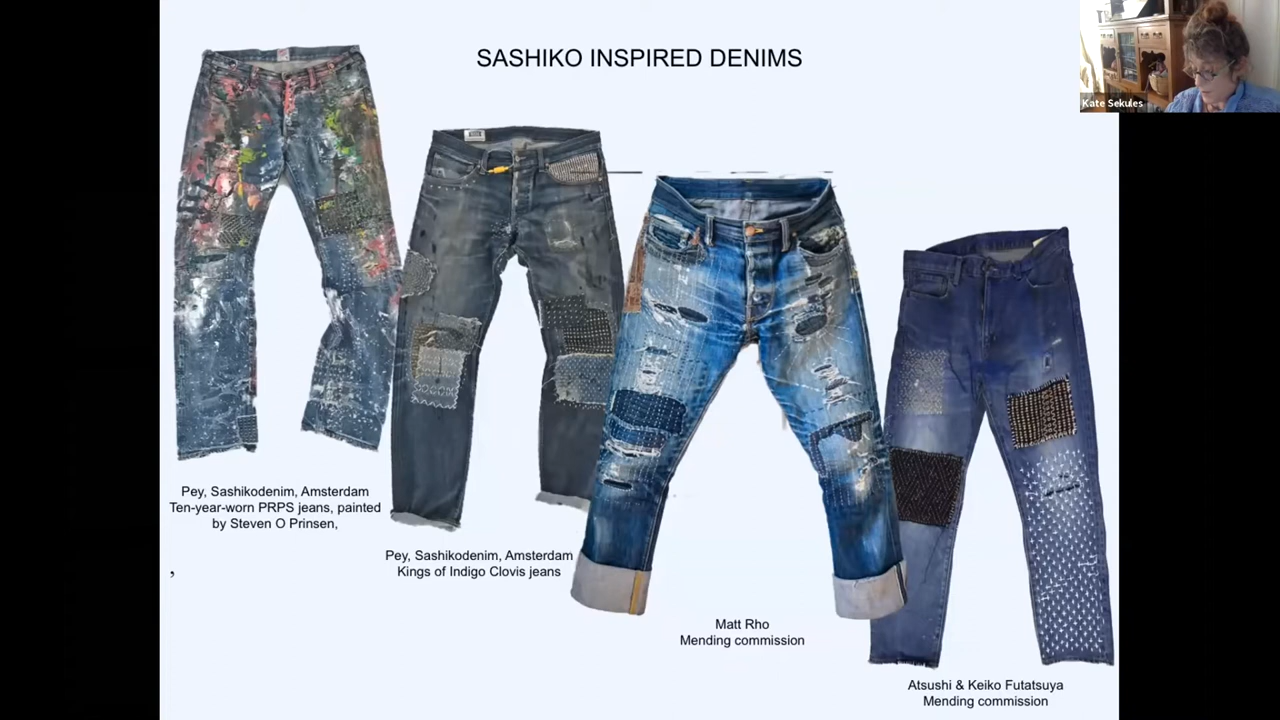 SASHIKO INSPIRED DENIMS
Kate Sekules
Pey, Sashikodenim, Amsterdam
Ten-year-worn PRPS jeans, painted
by Steven O Prinsen,
,
Pey, Sashikodenim, Amsterdam
Kings of Indigo Clovis jeans
Matt Rho
Mending commission
Atsushi & Keiko Futatsuya
Mending commission